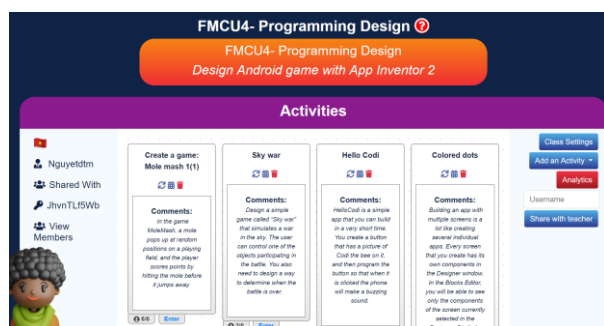 FMCU4- Programming Design ?
FMCU4- Programming Design
Design Android game with App Inventor 2
Activities
Nguyetdtm
Shared With
JhvnTLf5Wb
View
Members
Create a game:
Mole mash 1(1)
Comments:
In the game
MoleMash, a mole
pops up at random
positions on a playing
field, and the player
scores points by
hitting the mole before
it jumps away
6/6 Enter
Sky war
Comments:
Design a simple
game called "Sky war"
that simulates a war
in the sky. The user
can control one of the
objects participating in
the battle. You also
need to design a way
to determine when the
battle is over.
Enter
Hello Codi
Comments:
HelloCodi is a simple
app that you can build
in a very short time.
You create a button
that has a picture of
Codi the bee on it,
and then program the
button so that when it
is clicked the phone
will make a buzzing
sound.
Colored dots
Comments:
Building an app with
multiple screens is a
lot like creating
several individual
apps. Every screen
that you create has its
own components in
the Designer window.
In the Blocks Editor,
you will be able to see
only the components
of the screen currently
selected in the
Class Settings
Add an Activity
Analytics
Username
Share with teacher